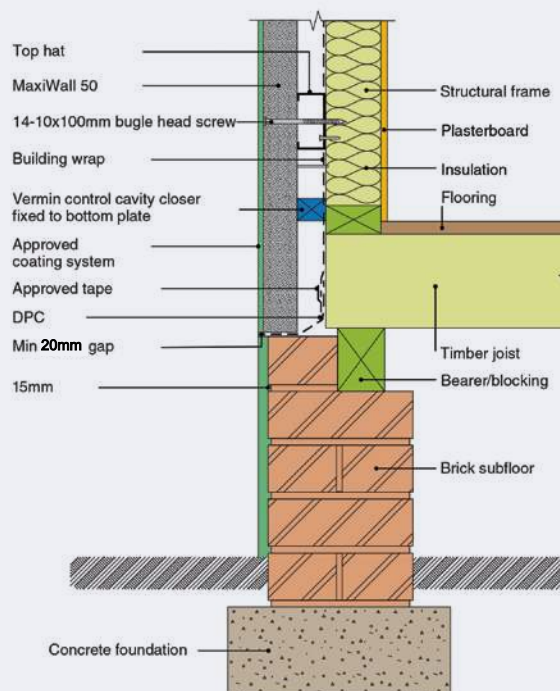 Top hat
MaxiWall 50
14-10x100mm bugle head screw
Building wrap
Vermin control cavity closer
fixed to bottom plate
Approved
coating system
Approved tape
DPC
Min 20mm gap
15mm
Concrete foundation
Structural frame
Plasterboard
Insulation
Flooring
Timber joist
Bearer/blocking
Brick subfloor